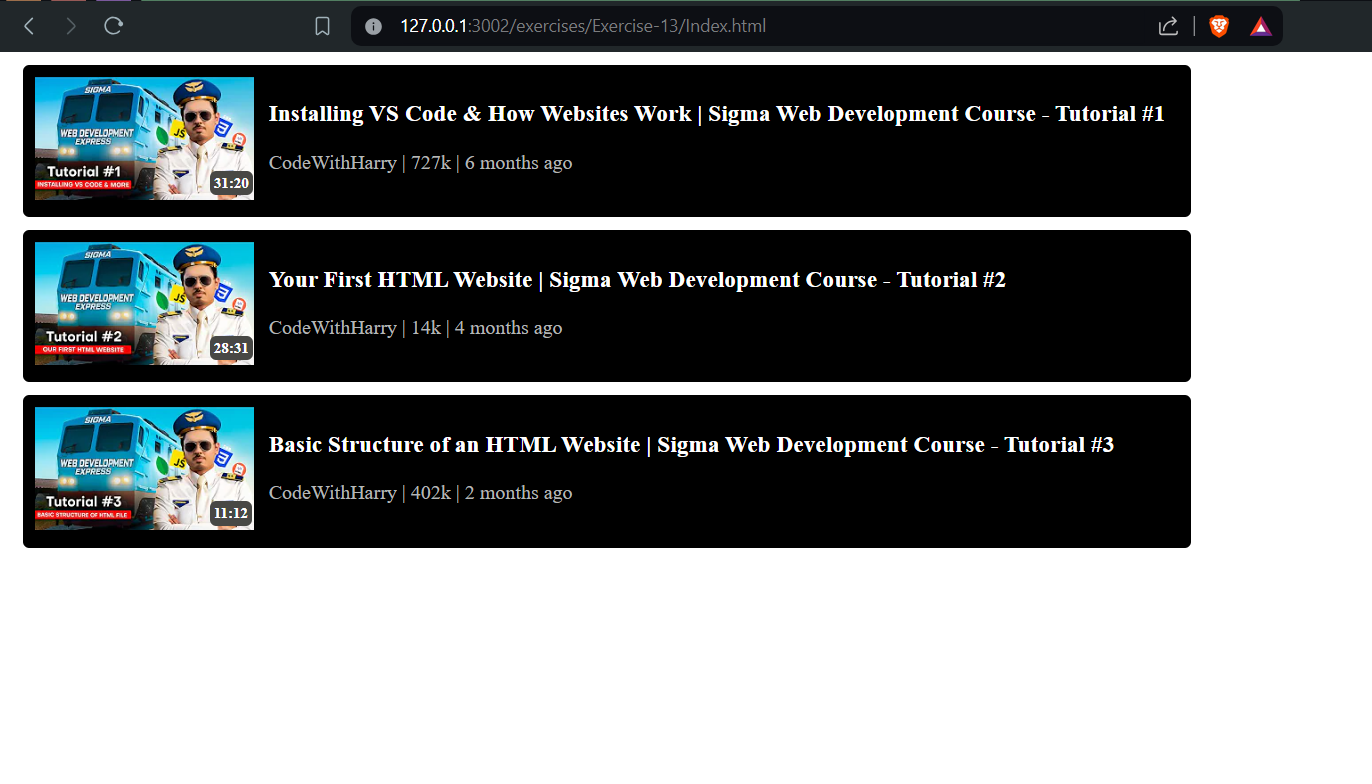 127.0.0.1:3002/exercises/Exercise-13/Index.html
SIGMA
WEB DEVELOPMENT
EXPRESS
JS
Tutorial #1
INSTALLING VS CODE & MORE
31:20
Installing VS Code & How Websites Work | Sigma Web Development Course - Tutorial #1
CodeWithHarry | 727k | 6 months ago
SIGMA
WEB DEVELOPMENT
EXPRESS
JS
Tutorial #2
OUR FIRST HTML WEBSITE
28:31
Your First HTML Website | Sigma Web Development Course - Tutorial #2
CodeWithHarry | 14k | 4 months ago
SIGMA
WEB DEVELOPMENT
EXPRESS
JS
Tutorial #3
BASIC STRUCTURE OF HTML FILE
11:12
Basic Structure of an HTML Website | Sigma Web Development Course - Tutorial #3
CodeWithHarry | 402k | 2 months ago